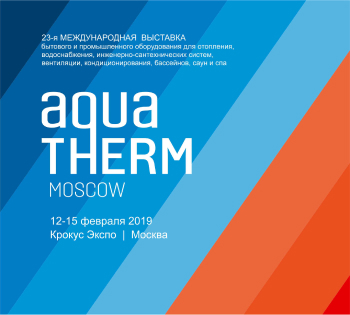 23-я МЕЖДУНАРОДНАЯ ВЫСТАВКА
бытового и промышленного оборудования для отопления,
водоснабжения, инженерно-сантехнических систем,
вентиляции, кондиционирования, бассейнов, саун и спа
aqua
THERM
MOSCOW
12-15 февраля 2019
Крокус Экспо | Москва